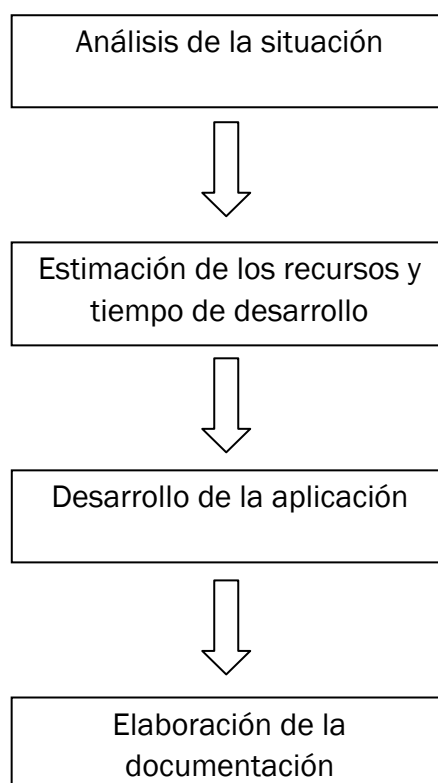 Análisis de la situación
Estimación de los recursos y
tiempo de desarrollo
Desarrollo de la aplicación
Elaboración de la
documentación